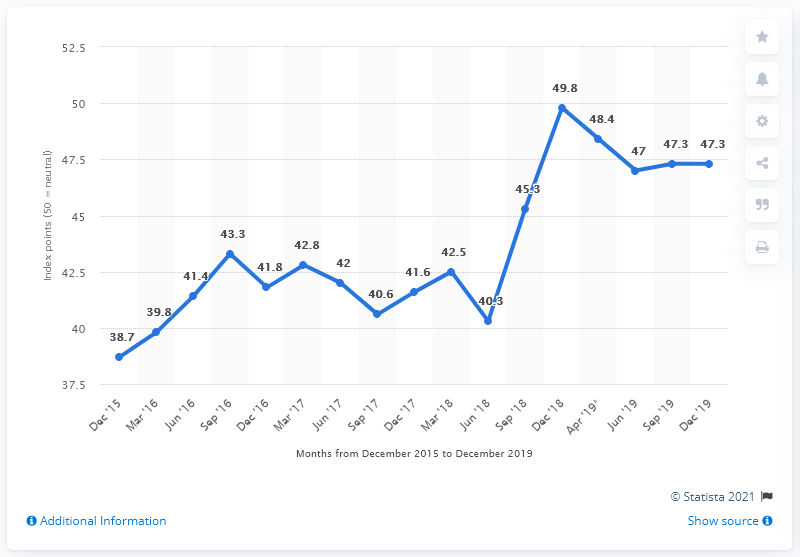 52.5
50
47.5
45
42.5
40
37.5
Index points (50 = neutral)
38.7
39.8
41.4
43.3
41.8
42.8
42
40.6
41.6
42.5
40.3
45.3
49.8
48.4
47
47.3
47.3
Dec '15
Mar '16
Jun '16
Sep '16
Dec '16
Mar '17
Jun '17
Sep '17
Dec '17
Mar '18
Jun '18
Sep '18
Dec '18
Apr '19*
Jun '19
Sep '19
Dec '19
Months from December 2015 to December 2019
© Statista 2021
Additional Information
Show source